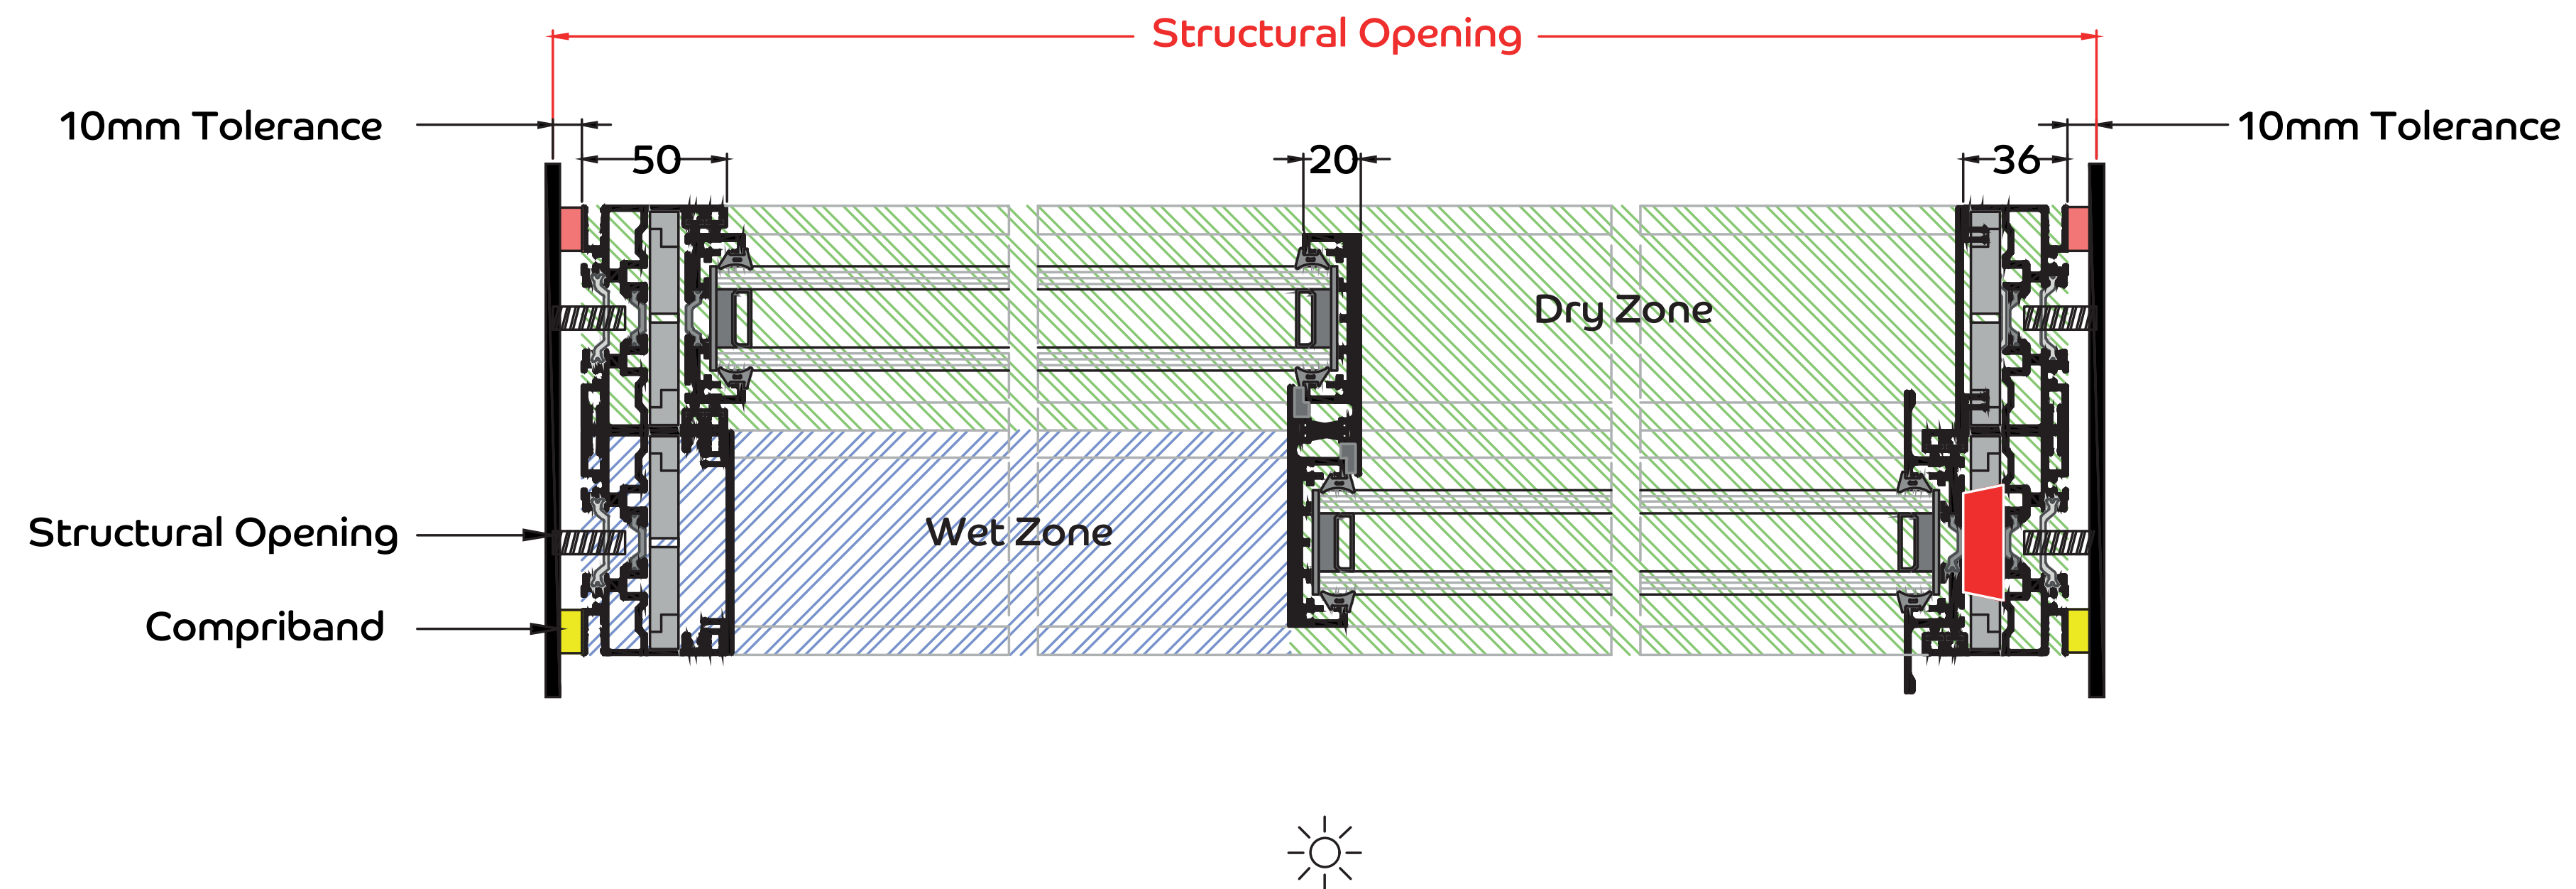 Structural Opening
10mm Tolerance
10mm Tolerance
50
20
36
Dry Zone
Wet Zone
Structural Opening
Compriband